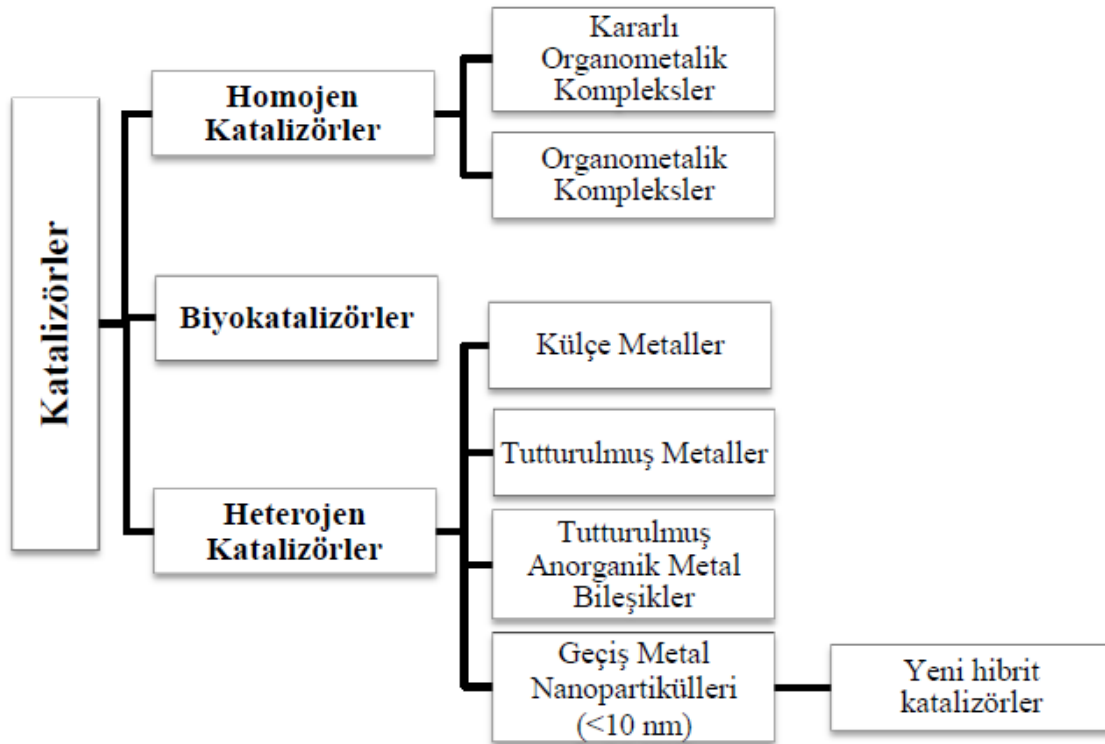 Katalizörler
Homojen
Katalizörler
Kararlı
Organometalik
Kompleksler
Organometalik
Kompleksler
Biyokatalizörler
Heterojen
Katalizörler
Külçe Metaller
Tutturulmuş Metaller
Tutturulmuş
Anorganik Metal
Bileşikler
Geçiş Metal
Nanopartikülleri
(<10 nm)
Yeni hibrit
katalizörler